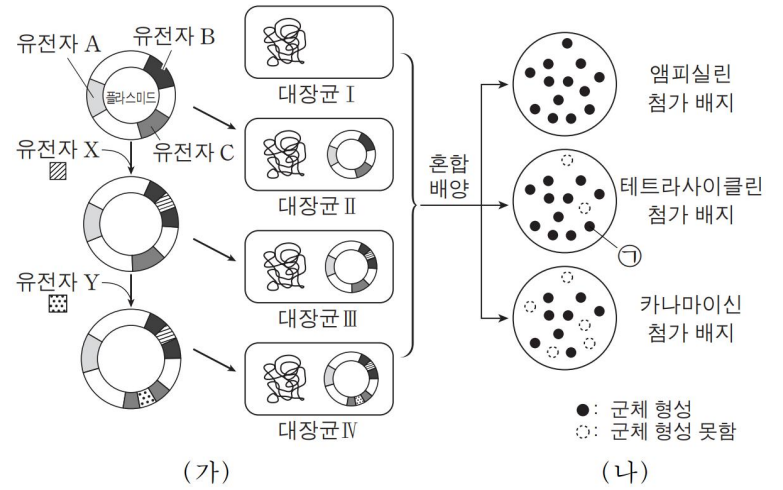 유전자 A
유전자 B
플라스미드
유전자 C
유전자 X
유전자 Y
대장균 Ⅰ
대장균 Ⅱ
대장균 Ⅲ
대장균 Ⅳ
(가)
혼합
배양
앰피실린
첨가 배지
테트라사이클린
첨가 배지
㉠
카나마이신
첨가 배지
●: 군체 형성
◌: 군체 형성 못함
(나)